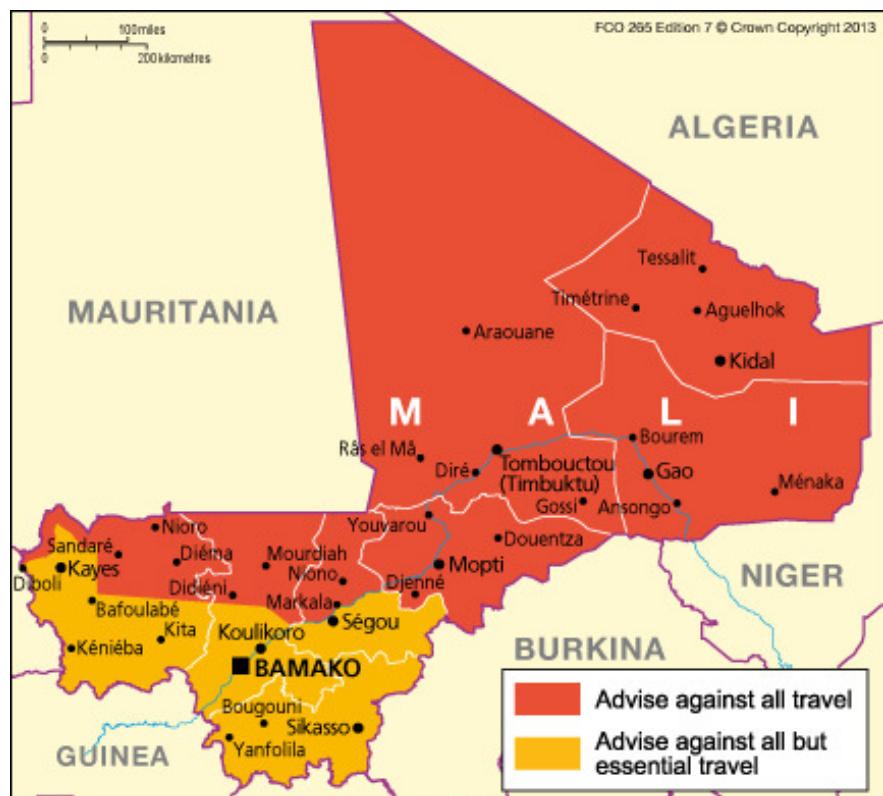 0 100miles
0 200kilometres
FCO 265 Edition 7 © Crown Copyright 2013
ALGERIA
MAURITANIA
Tessalit
Timétrine
Aguelhok
Araouane
Kidal
M A L I
Râs el Mâ
Bourem
Diré
Tombouctou
(Timbuktu)
Gao
Gossi
Ansongo
Ménaka
Nioro
Youvarou
Sandaré
Diéma
Mourdiah
Douentza
Kayes
Niono
Mopti
Diboli
Didiéni
Djenné
NIGER
Bafoulabé
Markala
Kita
Koulikoro
Ségou
Kéniéba
BAMAKO
BURKINA
Bougouni
Sikasso
Yanfolila
GUINEA
Advise against all travel
Advise against all but
essential travel